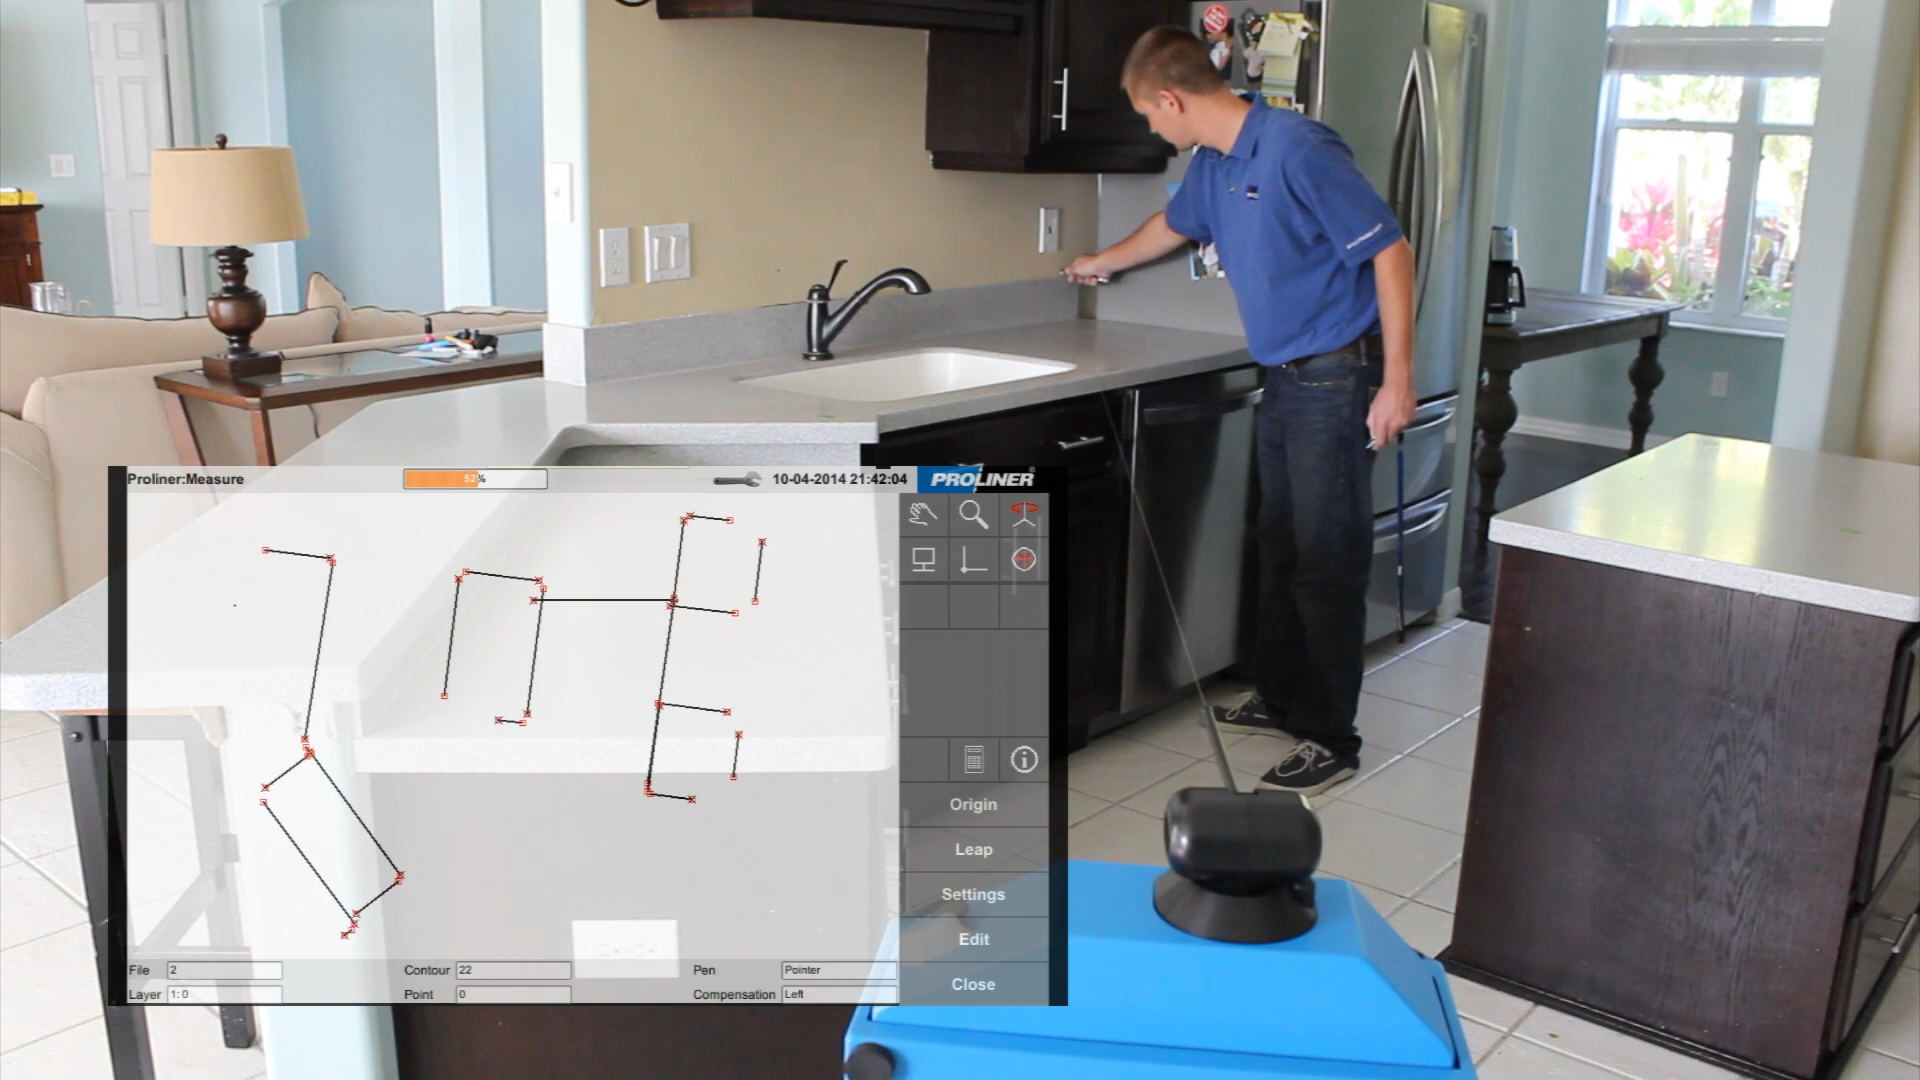 Proliner:Measure
52%
10-04-2014 21:42:04
PROLINER
Origin
Leap
Settings
Edit
Close
File 2
Contour 22
Pen Pointer
Layer 1: 0
Point 0
Compensation Left